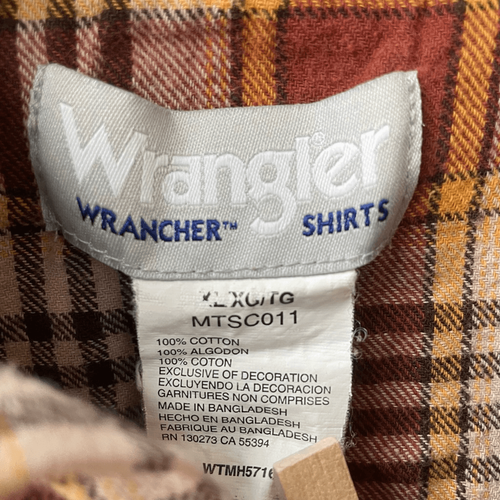 Wrangler®
WRANCHER™ SHIRTS
XL/XG/TG
MTSC011
100% COTTON
100% ALGODON
100% COTON
EXCLUSIVE OF DECORATION
EXCLUYENDO LA DECORACION
GARNITURES NON COMPRISES
MADE IN BANGLADESH
HECHO EN BANGLADESH
FABRIQUE AU BANGLADESH
RN 130273 CA 55394
WTMH5716